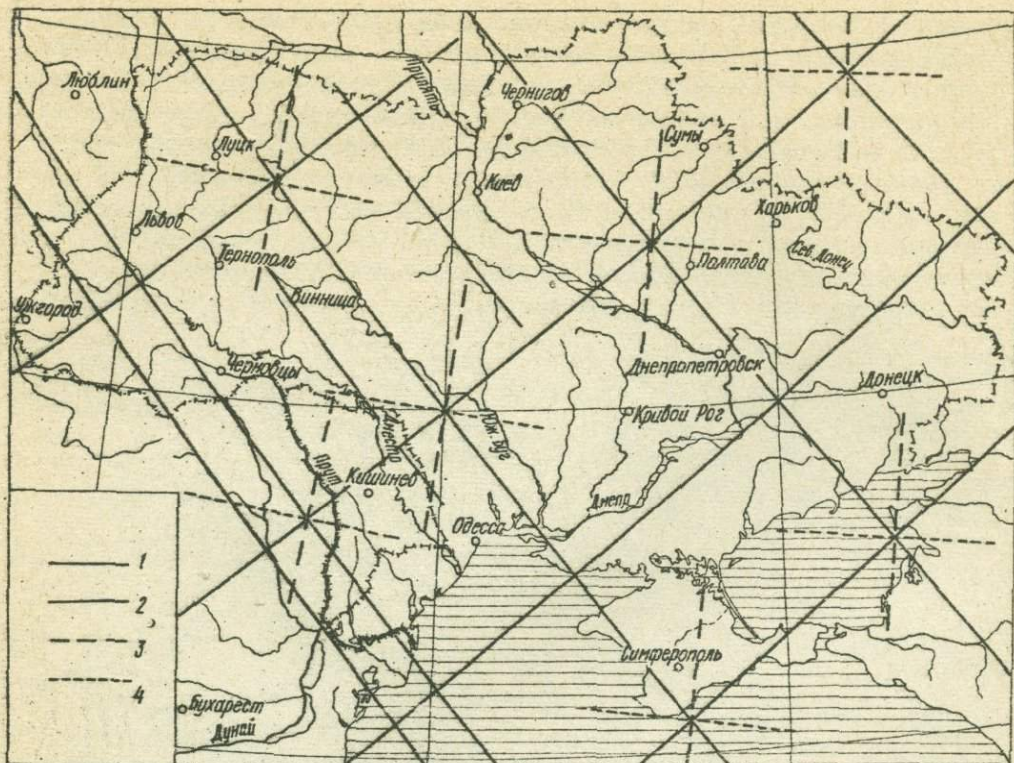 Люблин
Припять
Чернигов
Сумы
Луцк
Киев
Харьков
Львов
Сев. Донец
Тернополь
Полтава
Винница
Ужгород
Днепропетровск
Черновцы
Донецк
Кривой Рог
Днестр
Юж. Буг
Прут
Кишинев
Днепр
Одесса
1
2
3
4
Симферополь
Бухарест
Дунай